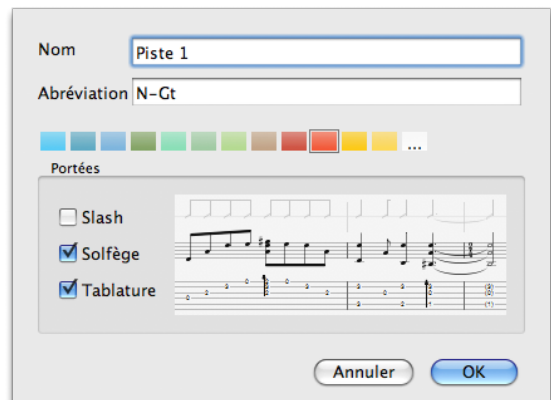 Nom Piste 1
Abréviation N-Gt
...
Portées
Slash
Solfège
Tablature
Annuler OK